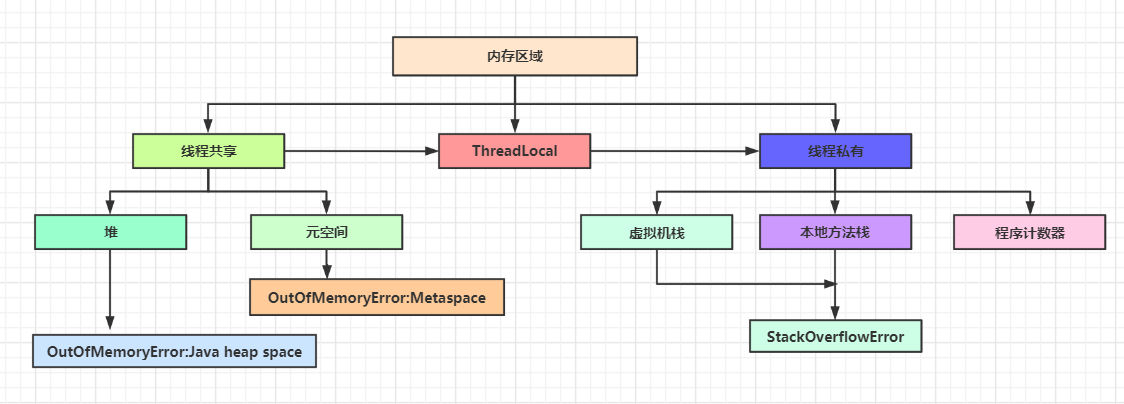 内存区域
线程共享
ThreadLocal
线程私有
堆
元空间
虚拟机栈
本地方法栈
程序计数器
OutOfMemoryError:Metaspace
StackOverflowError
OutOfMemoryError:Java heap space